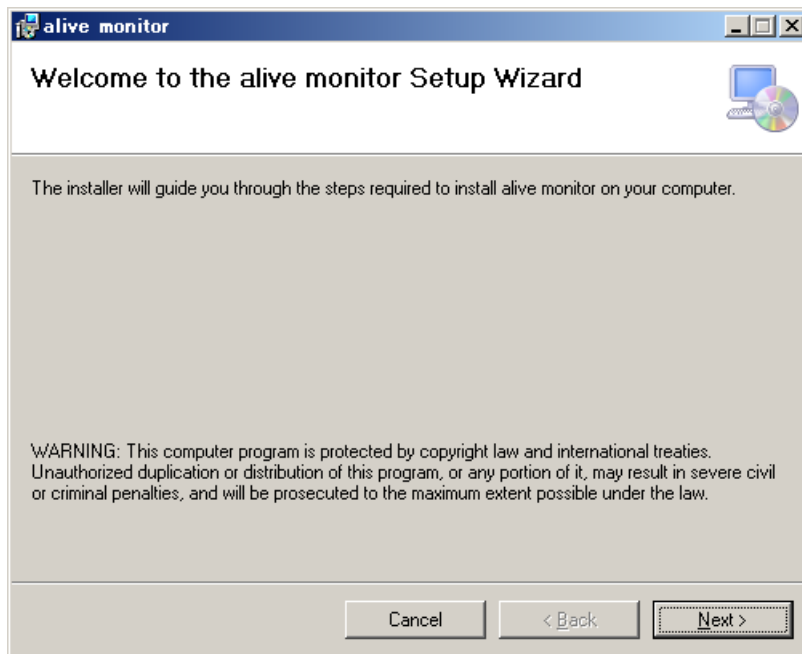 alive monitor
Welcome to the alive monitor Setup Wizard
The installer will guide you through the steps required to install alive monitor on your computer.
WARNING: This computer program is protected by copyright law and international treaties.
Unauthorized duplication or distribution of this program, or any portion of it, may result in severe civil
or criminal penalties, and will be prosecuted to the maximum extent possible under the law.
Cancel
< Back
Next >